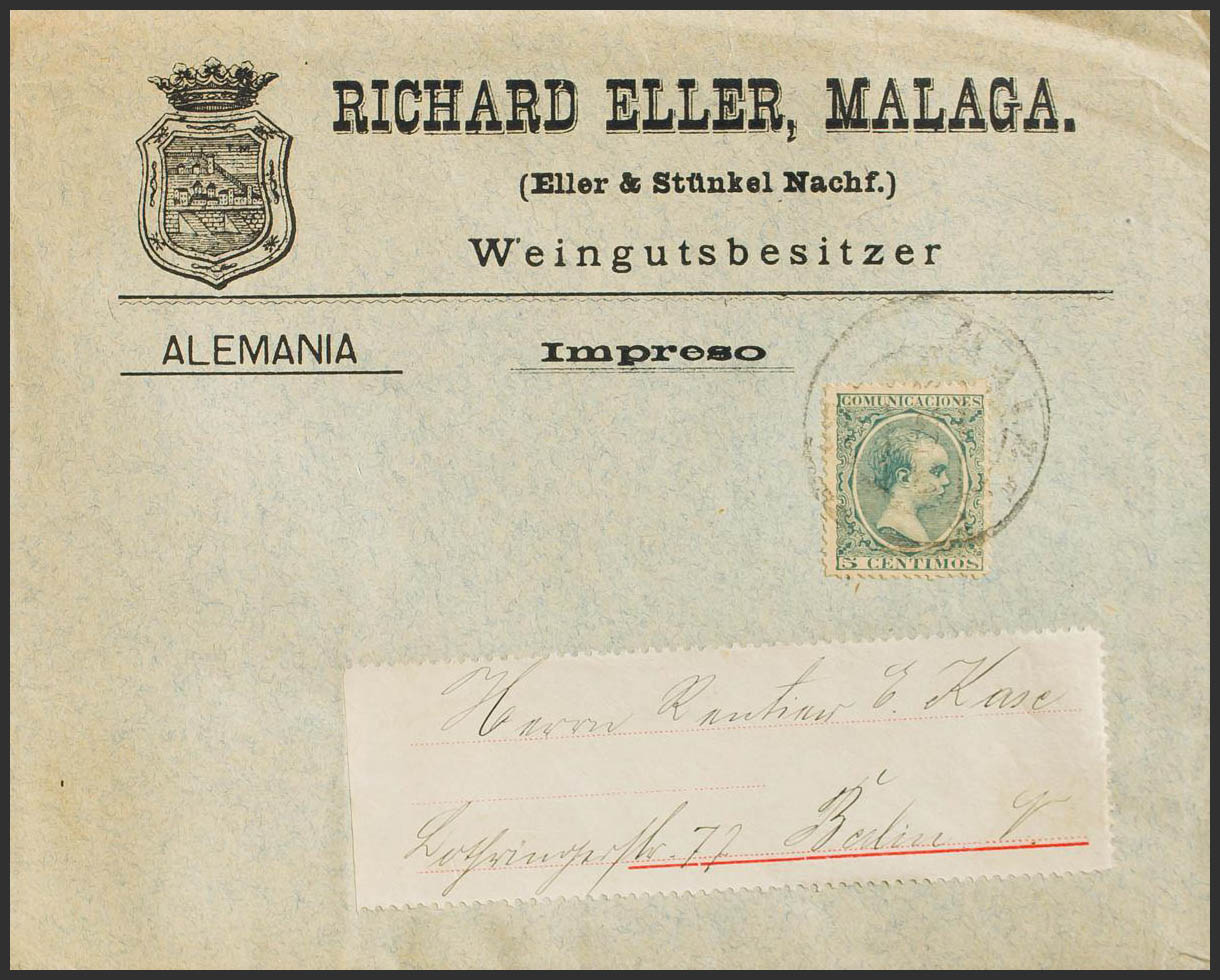 T M
RICHARD ELLER, MALAGA.
(Eller & Stünkel Nachf.)
Weingutsbesitzer
ALEMANIA
Impreso
COMUNICACIONES
5 CENTIMOS
Herrn Rentier E. Kase
Lothringerstr. 77 Berlin